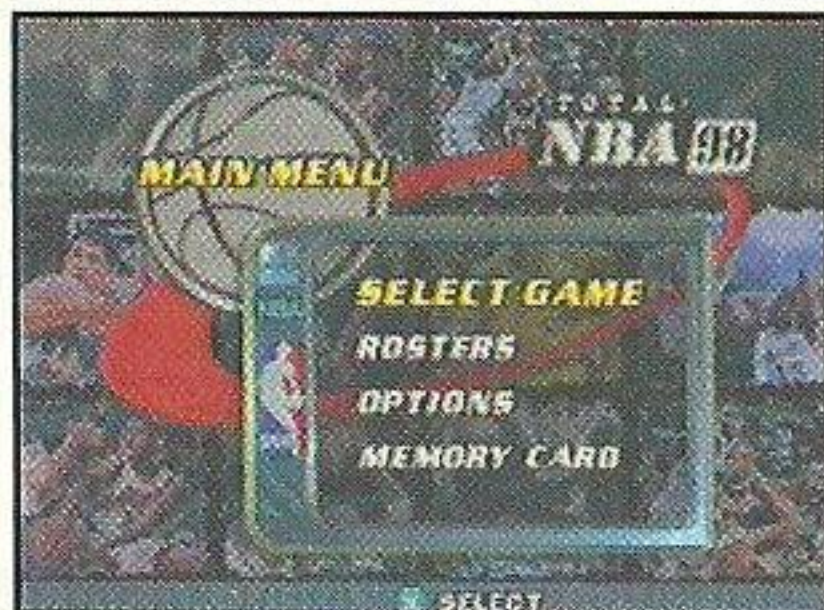 TOTAL
NBA 98
MAIN MENU
SELECT GAME
ROSTERS
OPTIONS
MEMORY CARD
SELECT